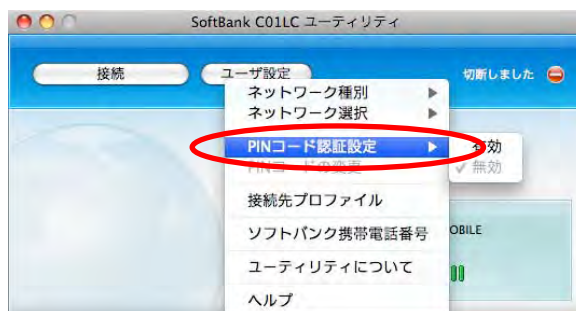 SoftBank C01LC ユーティリティ
接続
ユーザ設定
切断しました
ネットワーク種別
ネットワーク選択
PINコード認証設定
有効
PINコードの変更
✓ 無効
接続先プロファイル
ソフトバンク携帯電話番号
OBILE
ユーティリティについて
ヘルプ